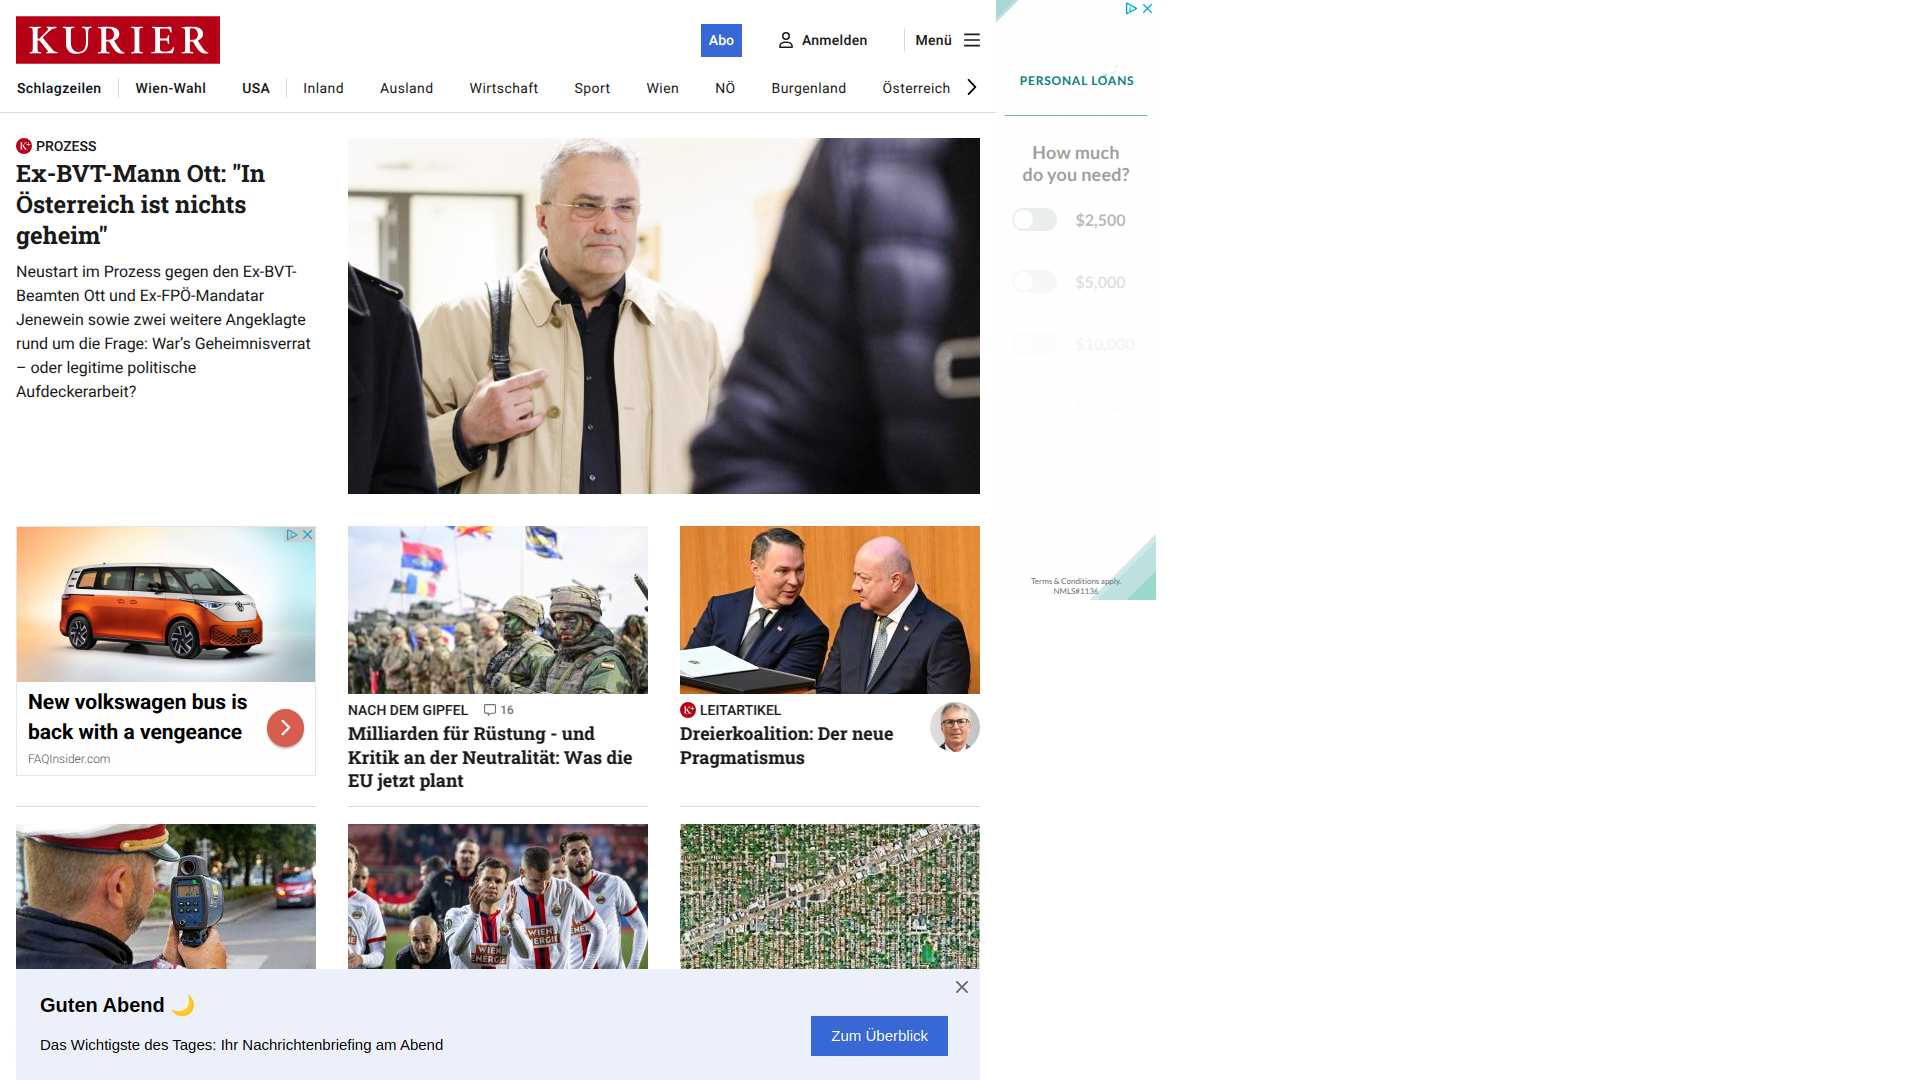 KURIER
Abo
Anmelden
Menü
Schlagzeilen
Wien-Wahl
USA
Inland
Ausland
Wirtschaft
Sport
Wien
NÖ
Burgenland
Österreich
PROZESS
Ex-BVT-Mann Ott: "In
Österreich ist nichts
geheim"
Neustart im Prozess gegen den Ex-BVT-
Beamten Ott und Ex-FPÖ-Mandatar
Jenewein sowie zwei weitere Angeklagte
rund um die Frage: War's Geheimnisverrat
– oder legitime politische
Aufdeckerarbeit?
PERSONAL LOANS
How much
do you need?
$2,500
$5,000
$10,000
Terms & Conditions apply.
NMLS#1136
New volkswagen bus is
back with a vengeance
FAQInsider.com
NACH DEM GIPFEL 16
Milliarden für Rüstung - und
Kritik an der Neutralität: Was die
EU jetzt plant
LEITARTIKEL
Dreierkoalition: Der neue
Pragmatismus
WIEN
ENERGIE
WIEN
ENERGIE
Guten Abend 🌙
Das Wichtigste des Tages: Ihr Nachrichtenbriefing am Abend
Zum Überblick